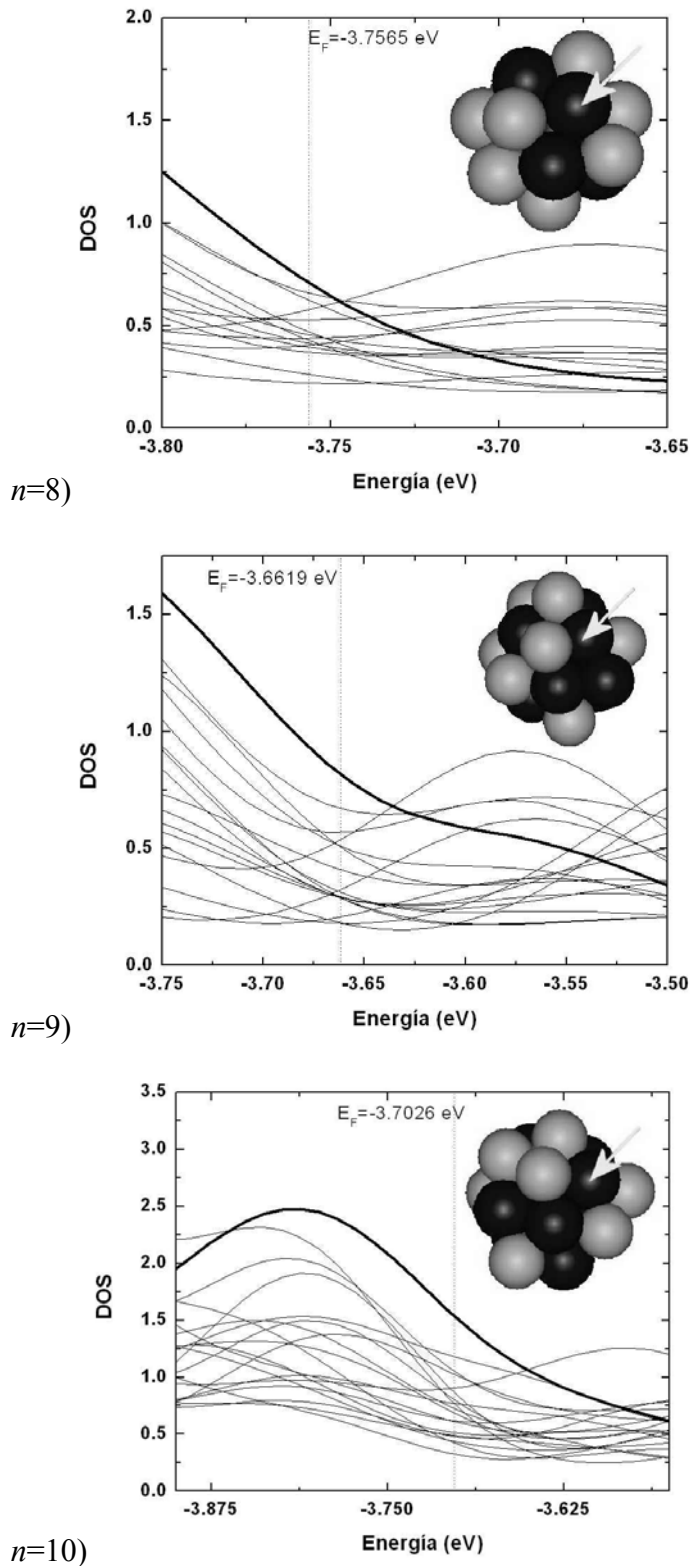 E_F=-3.7565 eV
2.0
1.5
1.0
0.5
0.0
DOS
-3.80 -3.75 -3.70 -3.65
Energía (eV)
n=8)
E_F=-3.6619 eV
1.5
1.0
0.5
0.0
DOS
-3.75 -3.70 -3.65 -3.60 -3.55 -3.50
Energía (eV)
n=9)
E_F=-3.7026 eV
3.5
3.0
2.5
2.0
1.5
1.0
0.5
0.0
DOS
-3.875 -3.750 -3.625
Energía (eV)
n=10)